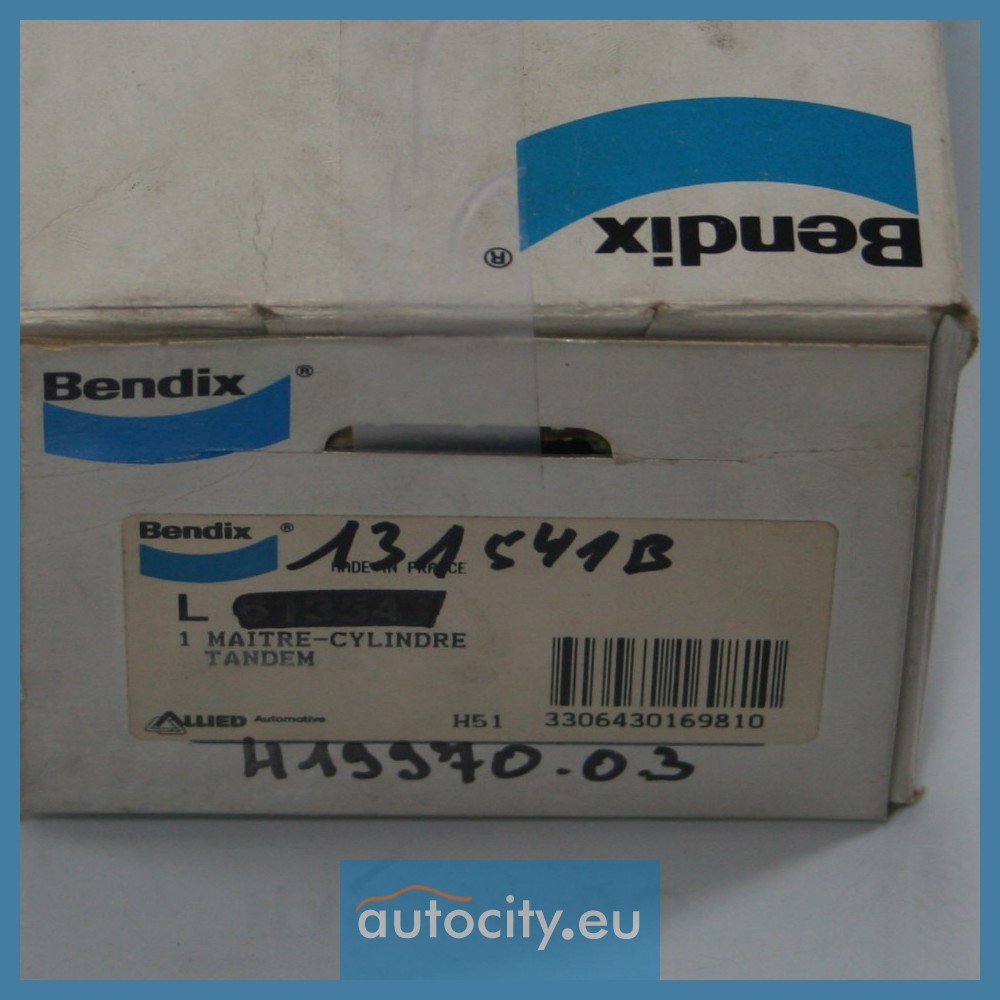 Bendix
®
Bendix ®
Bendix ® 131541B
MADE IN FRANCE
L
1 MAITRE-CYLINDRE
TANDEM
ALLIED Automotive H51 3306430169810
H19970.03
autocity.eu